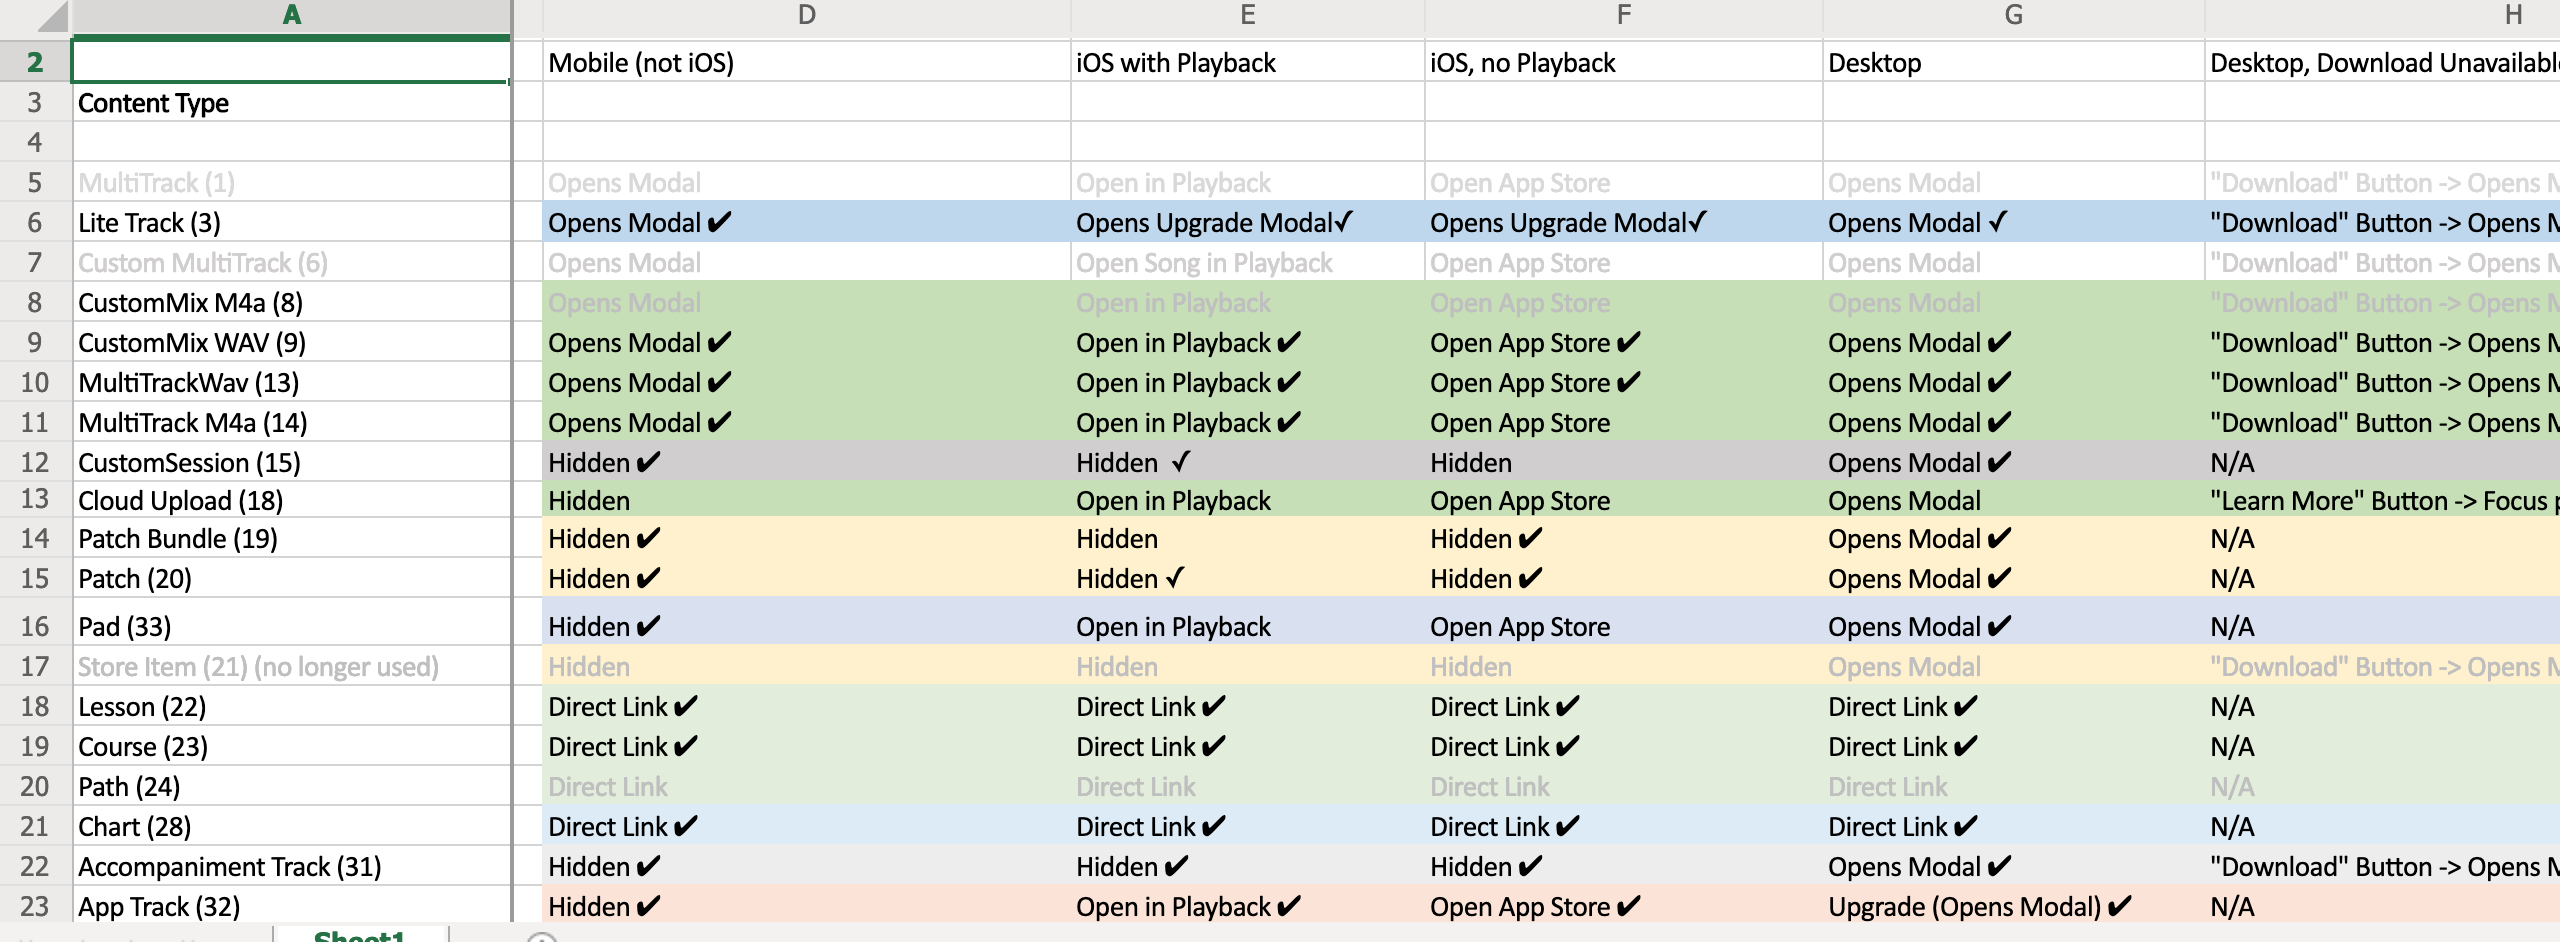 A D E F G H
2 Mobile (not iOS) iOS with Playback iOS, no Playback Desktop Desktop, Download
3 Content Type
4
5 MultiTrack (1) Opens Modal Open in Playback Open App Store Opens Modal "Download" Button -> Opens
6 Lite Track (3) Opens Modal ✔ Opens Upgrade Modal✓ Opens Upgrade Modal✓ Opens Modal ✓ "Download" Button -> Opens
7 Custom MultiTrack (6) Opens Modal Open Song in Playback Open App Store Opens Modal "Download" Button -> Opens
8 CustomMix M4a (8) Opens Modal Open in Playback Open App Store Opens Modal "Download" Button -> Opens
9 CustomMix WAV (9) Opens Modal ✔ Open in Playback ✔ Open App Store ✔ Opens Modal ✔ "Download" Button -> Opens
10 MultiTrackWav (13) Opens Modal ✔ Open in Playback ✔ Open App Store ✔ Opens Modal ✔ "Download" Button -> Opens
11 MultiTrack M4a (14) Opens Modal ✔ Open in Playback ✔ Open App Store Opens Modal ✔ "Download" Button -> Opens
12 CustomSession (15) Hidden ✔ Hidden ✓ Hidden Opens Modal ✔ N/A
13 Cloud Upload (18) Hidden Open in Playback Open App Store Opens Modal "Learn More" Button -> Focus
14 Patch Bundle (19) Hidden ✔ Hidden Hidden ✔ Opens Modal ✔ N/A
15 Patch (20) Hidden ✔ Hidden ✓ Hidden ✔ Opens Modal ✔ N/A
16 Pad (33) Hidden ✔ Open in Playback Open App Store Opens Modal ✔ N/A
17 Store Item (21) (no longer used) Hidden Hidden Hidden Opens Modal "Download" Button -> Opens
18 Lesson (22) Direct Link ✔ Direct Link ✔ Direct Link ✔ Direct Link ✔ N/A
19 Course (23) Direct Link ✔ Direct Link ✔ Direct Link ✔ Direct Link ✔ N/A
20 Path (24) Direct Link Direct Link Direct Link Direct Link N/A
21 Chart (28) Direct Link ✔ Direct Link ✔ Direct Link ✔ Direct Link ✔ N/A
22 Accompaniment Track (31) Hidden ✔ Hidden ✔ Hidden ✔ Opens Modal ✔ "Download" Button -> Opens
23 App Track (32) Hidden ✔ Open in Playback ✔ Open App Store ✔ Upgrade (Opens Modal) ✔ N/A
Sheet1